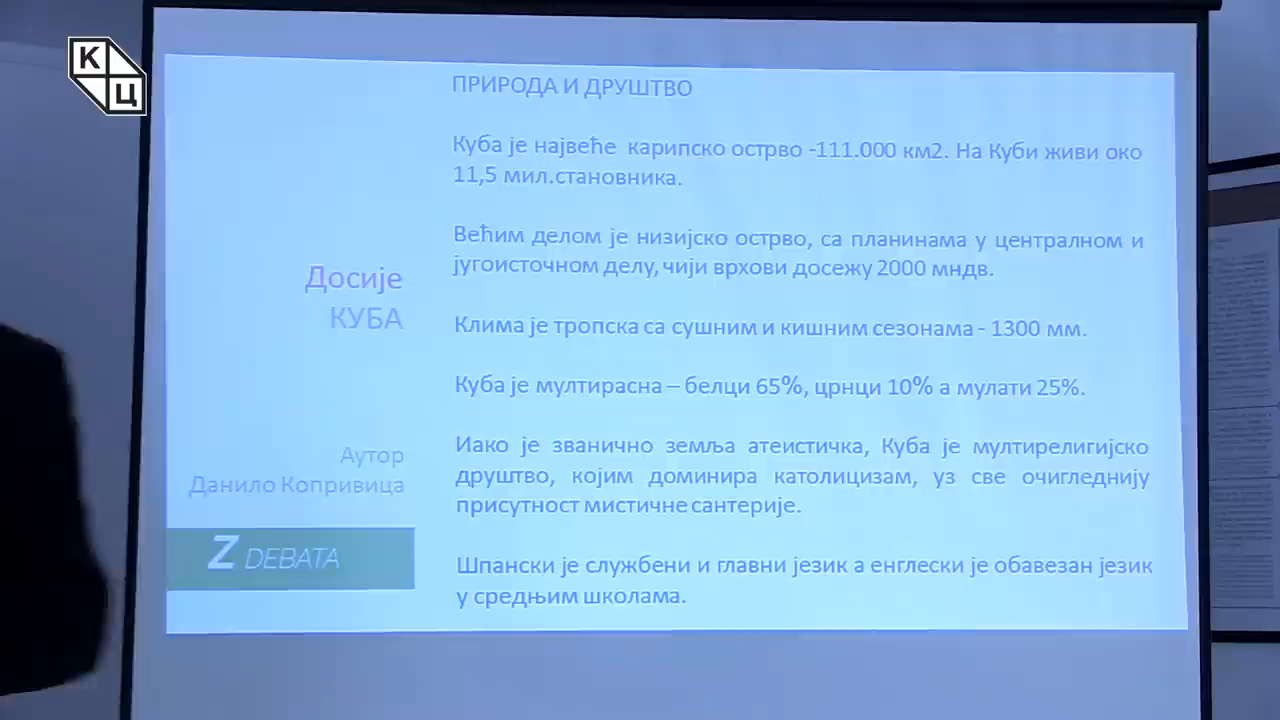 К
Ц
ПРИРОДА И ДРУШТВО
Куба је највеће карипско острво -111.000 км2. На Куби живи око
11,5 мил.становника.
Већим делом је низијско острво, са планинама у централном и
југоисточном делу, чији врхови досежу 2000 мндв.
Клима је тропска са сушним и кишним сезонама - 1300 мм.
Куба је мултирасна – белци 65%, црнци 10% а мулати 25%.
Иако је званично земља атеистичка, Куба је мултирелигијско
друштво, којим доминира католицизам, уз све очигледнију
присутност мистичне сантерије.
Шпански је службени и главни језик а енглески је обавезан језик
у средњим школама.
Досије
КУБА
Аутор
Данило Копривица
Z DEBATA